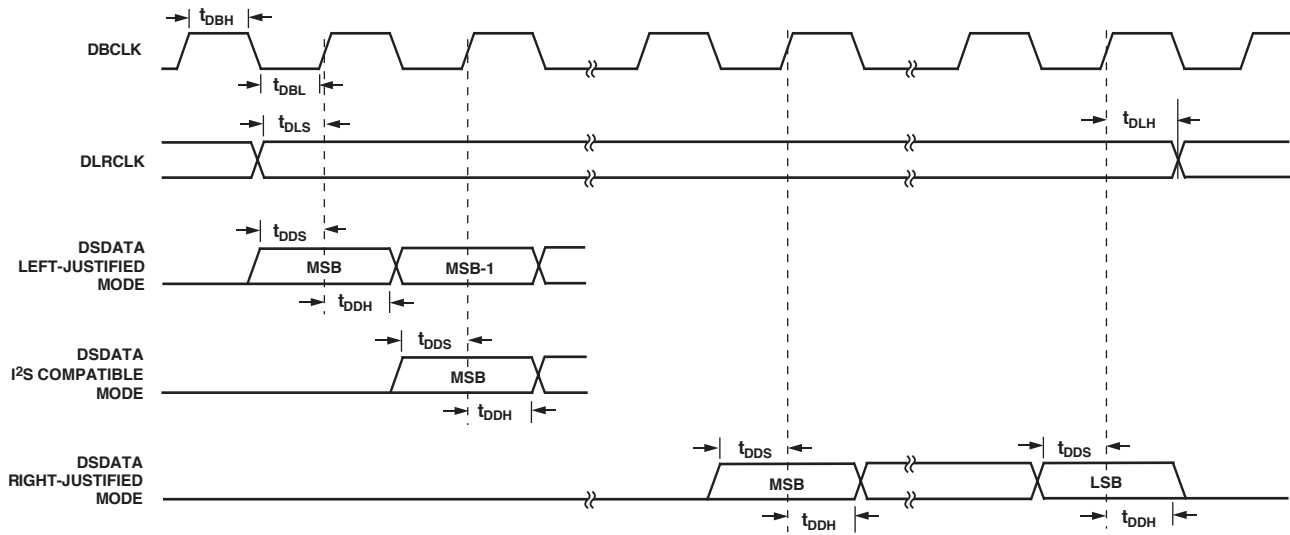 tDBH
DBCLK
tDBL
tDLS
tDLH
DLRCLK
tDDS
DSDATA
LEFT-JUSTIFIED
MODE
MSB
MSB-1
tDDH
tDDS
DSDATA
I²S COMPATIBLE
MODE
MSB
tDDH
tDDS
tDDS
DSDATA
RIGHT-JUSTIFIED
MODE
MSB
LSB
tDDH
tDDH